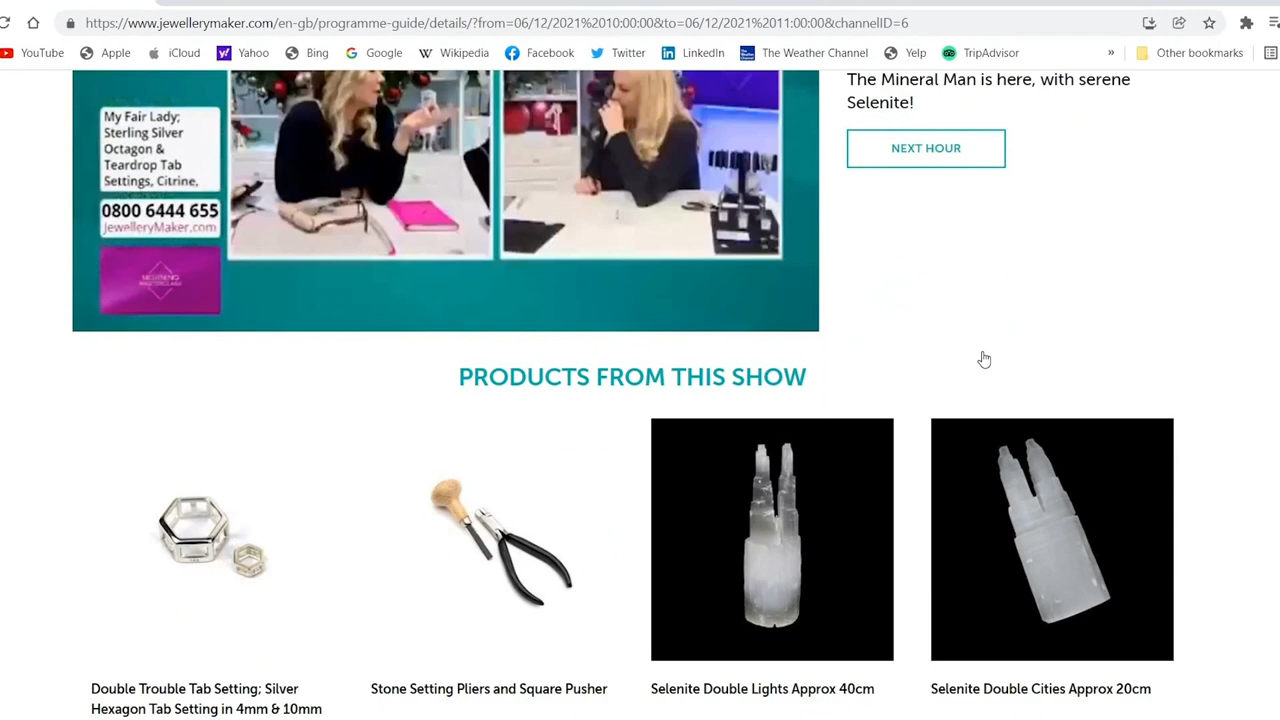 https://www.jewellerymaker.com/en-gb/programme-guide/details/?from=06/12/2021%2010:00:00&to=06/12/2021%2011:00:00&channelID=6
YouTube Apple iCloud Yahoo Bing Google Wikipedia Facebook Twitter LinkedIn The Weather Channel Yelp TripAdvisor » Other bookmarks
The Mineral Man is here, with serene
Selenite!
NEXT HOUR
My Fair Lady;
Sterling Silver
Octagon &
Teardrop Tab
Settings, Citrine,
0800 6444 655
JewelleryMaker.com
MORNING
MASTERCLASS
PRODUCTS FROM THIS SHOW
Double Trouble Tab Setting; Silver
Hexagon Tab Setting in 4mm & 10mm
Stone Setting Pliers and Square Pusher
Selenite Double Lights Approx 40cm
Selenite Double Cities Approx 20cm